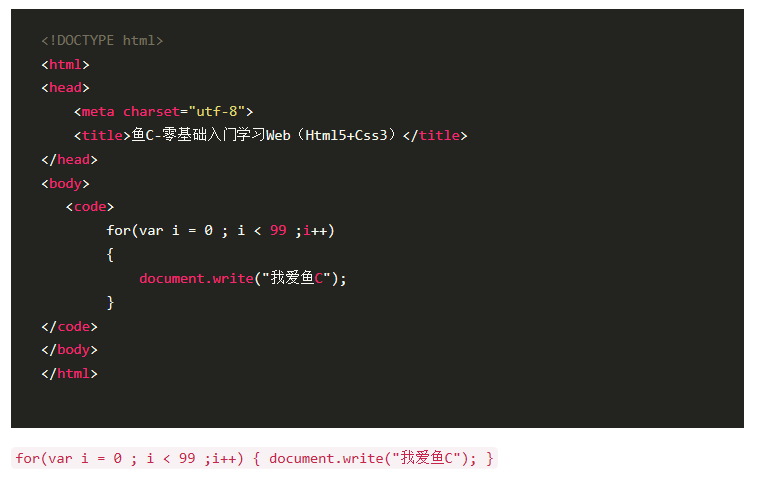 <!DOCTYPE html>
<html>
<head>
    <meta charset="utf-8">
    <title>鱼C-零基础入门学习Web（Html5+Css3）</title>
</head>
<body>
   <code>
        for(var i = 0 ; i < 99 ;i++)
        {
            document.write("我爱鱼C");
        }
</code>
</body>
</html>
for(var i = 0 ; i < 99 ;i++) { document.write("我爱鱼C"); }